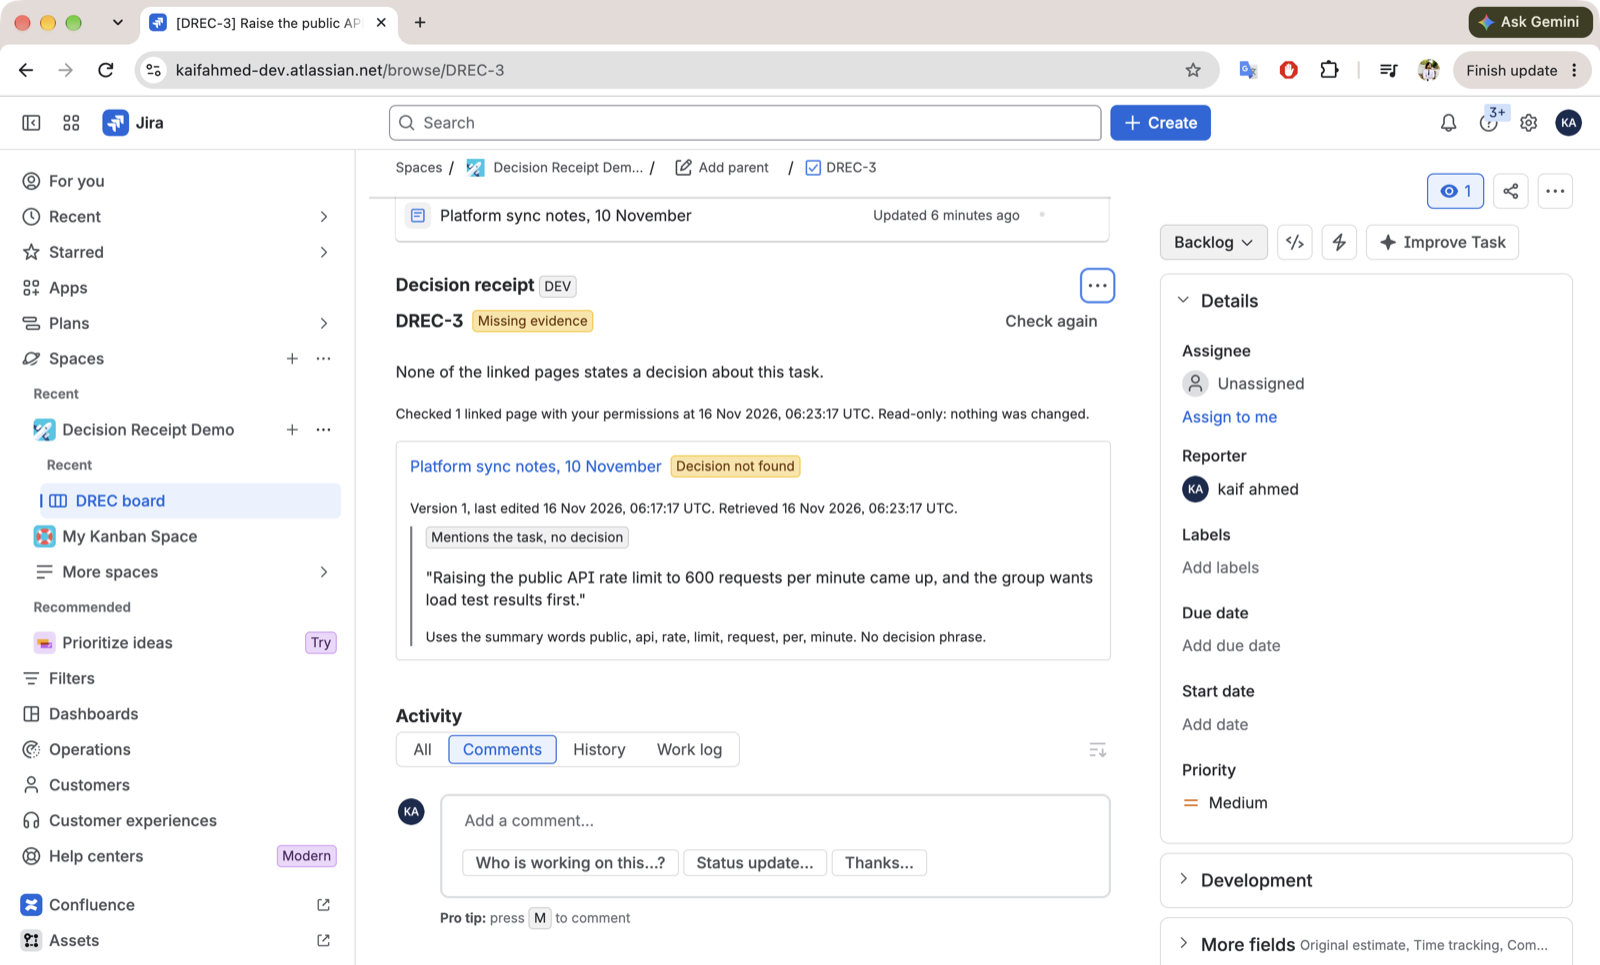 [DREC-3] Raise the public AP
Ask Gemini
kaifahmed-dev.atlassian.net/browse/DREC-3
Finish update
Jira
Search
Create
3+
KA
For you
Recent
Starred
Apps
Plans
Spaces
Recent
Decision Receipt Demo
Recent
DREC board
My Kanban Space
More spaces
Recommended
Prioritize ideas
Try
Filters
Dashboards
Operations
Customers
Customer experiences
Help centers
Modern
Confluence
Assets
Spaces / Decision Receipt Dem... / Add parent / DREC-3
Platform sync notes, 10 November
Updated 6 minutes ago
Decision receipt DEV
DREC-3 Missing evidence
Check again
None of the linked pages states a decision about this task.
Checked 1 linked page with your permissions at 16 Nov 2026, 06:23:17 UTC. Read-only: nothing was changed.
Platform sync notes, 10 November Decision not found
Version 1, last edited 16 Nov 2026, 06:17:17 UTC. Retrieved 16 Nov 2026, 06:23:17 UTC.
Mentions the task, no decision
"Raising the public API rate limit to 600 requests per minute came up, and the group wants
load test results first."
Uses the summary words public, api, rate, limit, request, per, minute. No decision phrase.
Activity
All
Comments
History
Work log
KA
Add a comment...
Who is working on this...?
Status update...
Thanks...
Pro tip: press M to comment
1
Backlog
Improve Task
Details
Assignee
Unassigned
Assign to me
Reporter
KA kaif ahmed
Labels
Add labels
Due date
Add due date
Start date
Add date
Priority
Medium
Development
More fields Original estimate, Time tracking, Com...